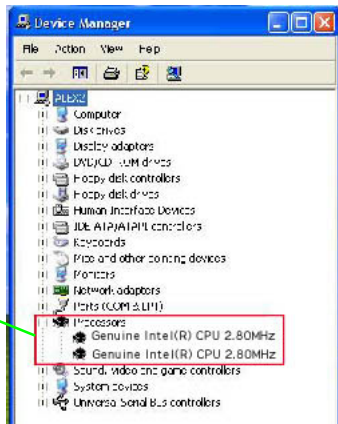 Device Manager
File Action View Help
ALEX2
Computer
Disk drives
Display adapters
DVD/CD-ROM drives
Floppy disk controllers
Floppy disk drives
Human Interface Devices
IDE ATA/ATAPI controllers
Keyboards
Mice and other pointing devices
Monitors
Network adapters
Ports (COM & LPT)
Processors
Genuine Intel(R) CPU 2.80MHz
Genuine Intel(R) CPU 2.80MHz
Sound, video and game controllers
System devices
Universal Serial Bus controllers